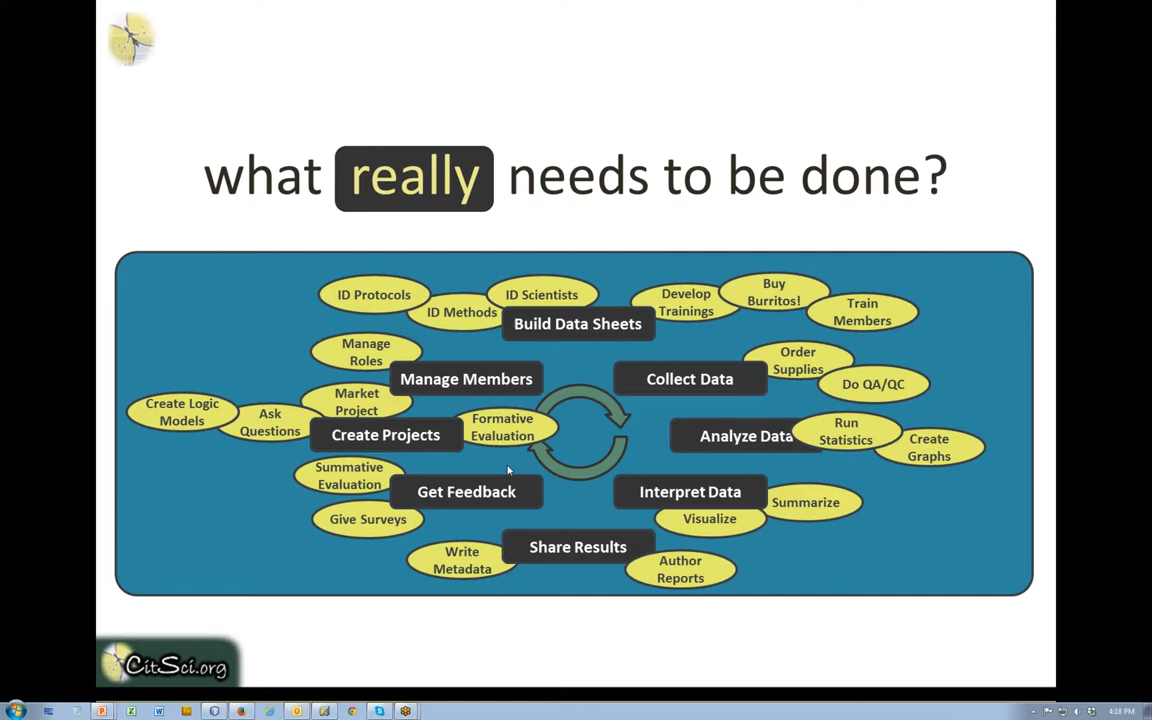 what really needs to be done?
ID Protocols
ID Methods
ID Scientists
Build Data Sheets
Develop
Trainings
Buy
Burritos!
Train
Members
Manage
Roles
Manage Members
Collect Data
Order
Supplies
Do QA/QC
Create Logic
Models
Ask
Questions
Market
Project
Create Projects
Formative
Evaluation
Analyze Data
Run
Statistics
Create
Graphs
Summative
Evaluation
Get Feedback
Give Surveys
Interpret Data
Visualize
Summarize
Write
Metadata
Share Results
Author
Reports
CitSci.org
4:18 PM